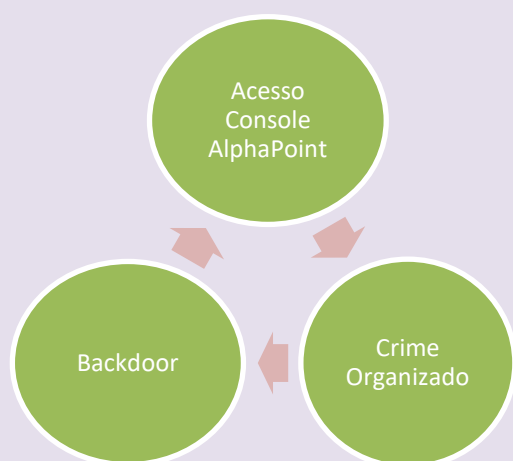 Acesso
Console
AlphaPoint
Backdoor
Crime
Organizado